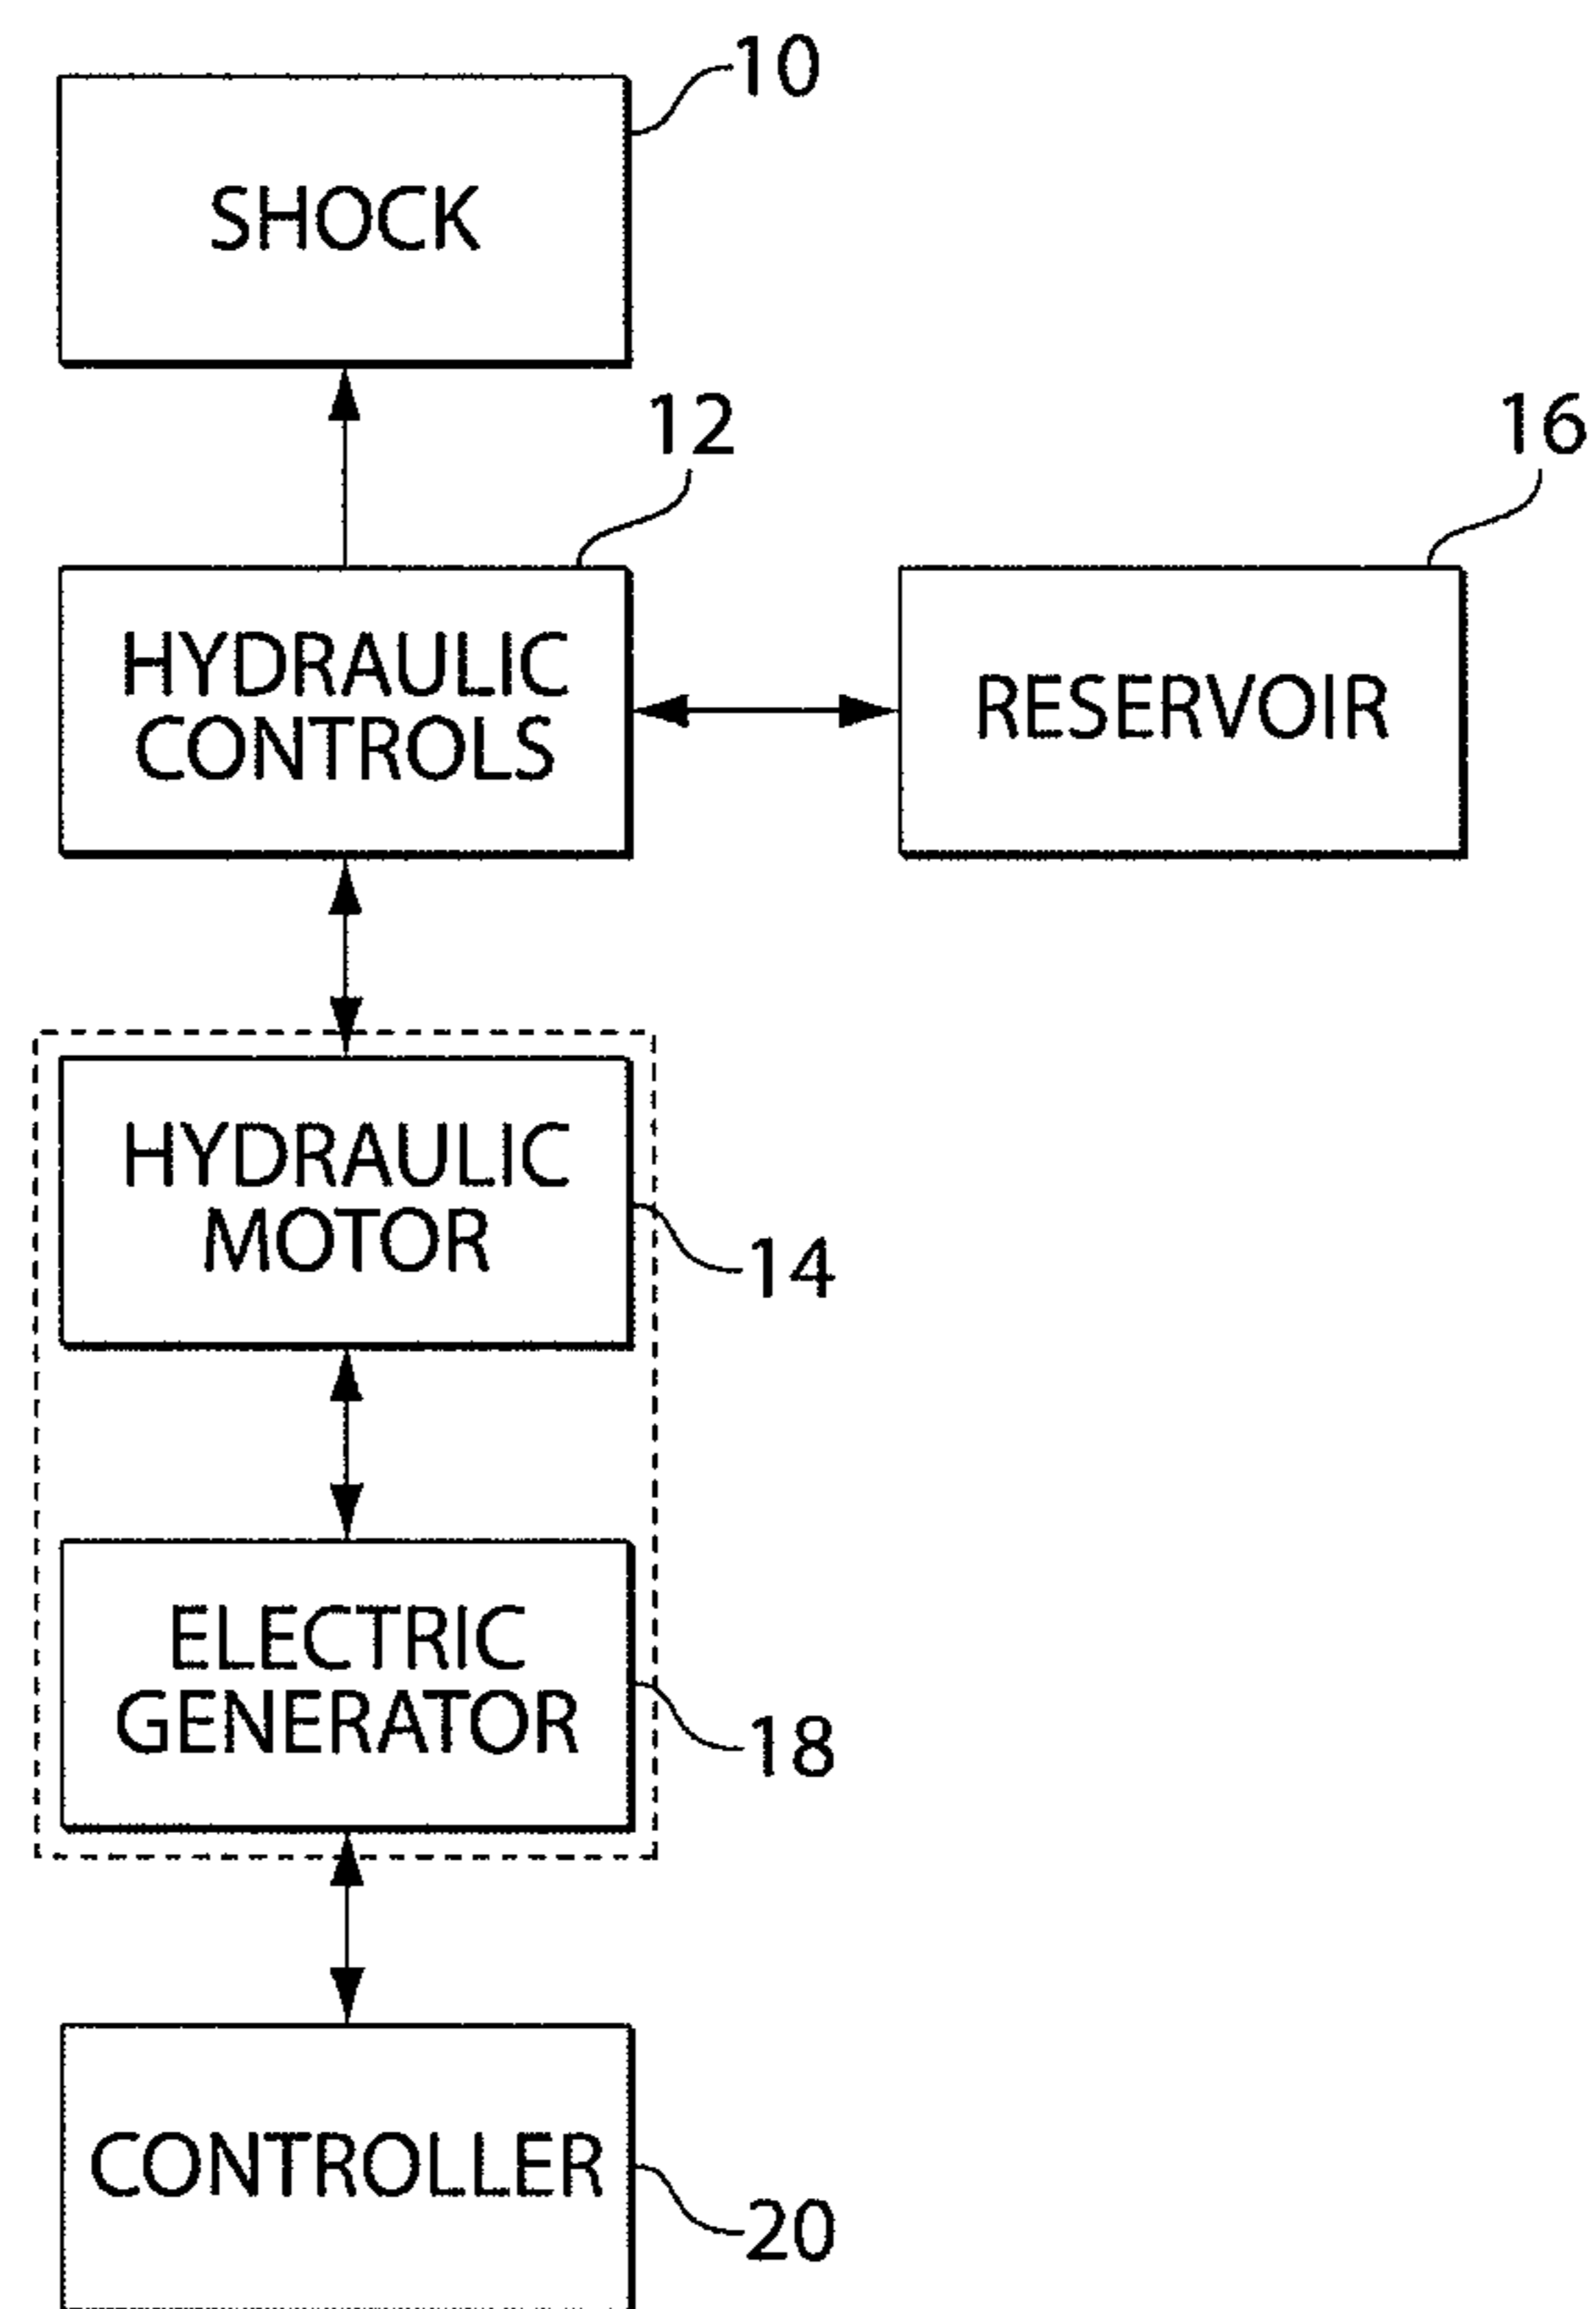 10
SHOCK
12
16
HYDRAULIC
CONTROLS
RESERVOIR
HYDRAULIC
MOTOR
14
ELECTRIC
GENERATOR
18
CONTROLLER
20